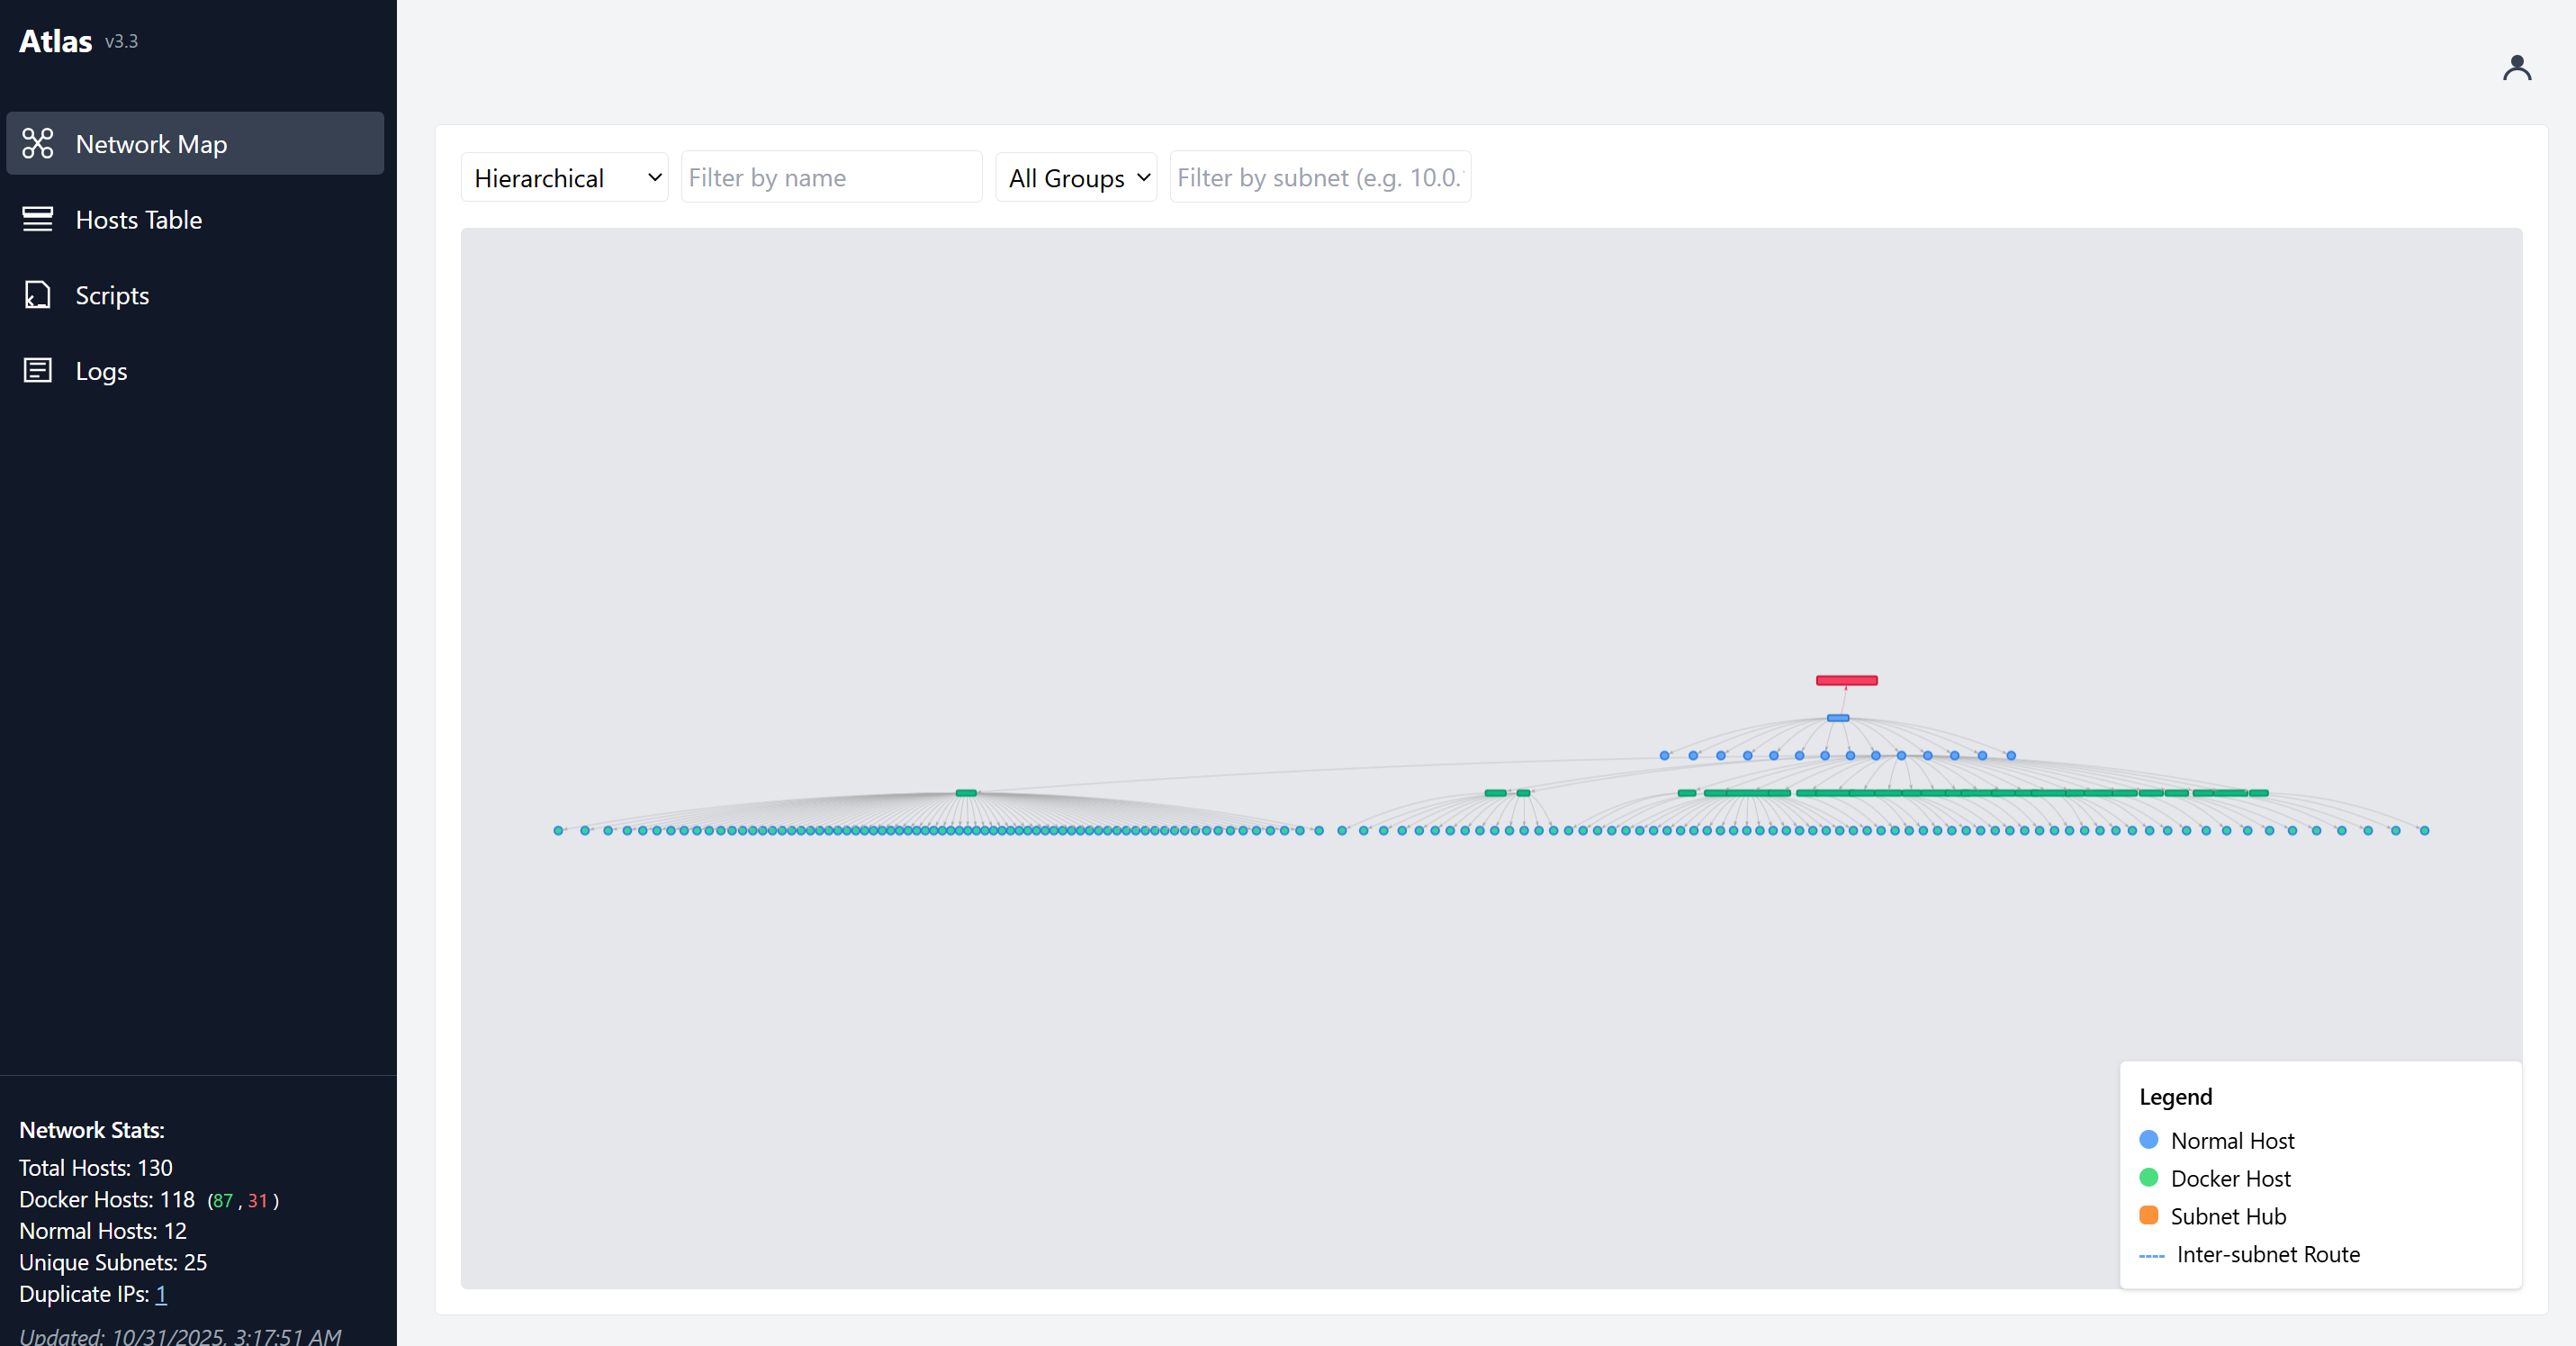 Atlas v3.3
Network Map
Hosts Table
Scripts
Logs
Network Stats:
Total Hosts: 130
Docker Hosts: 118 (87 , 31 )
Normal Hosts: 12
Unique Subnets: 25
Duplicate IPs: 1
Updated: 10/31/2025, 3:17:51 AM
Hierarchical
Filter by name
All Groups
Filter by subnet (e.g. 10.0.
Legend
Normal Host
Docker Host
Subnet Hub
Inter-subnet Route